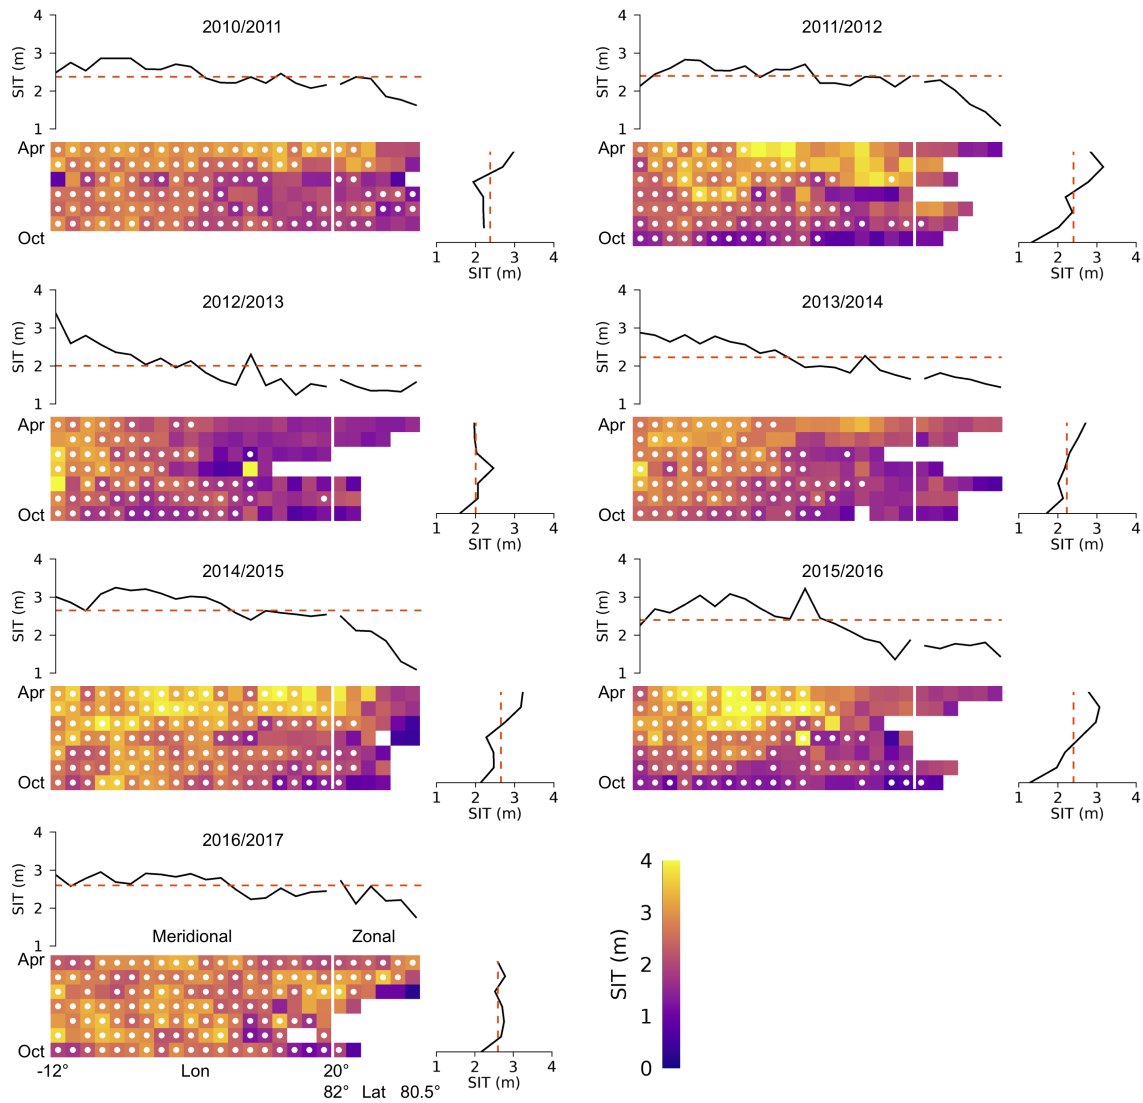 2010/2011
4
3
2
1
SIT (m)
Apr
Oct
1 2 3 4
SIT (m)
2011/2012
4
3
2
1
SIT (m)
Apr
Oct
1 2 3 4
SIT (m)
2012/2013
4
3
2
1
SIT (m)
Apr
Oct
1 2 3 4
SIT (m)
2013/2014
4
3
2
1
SIT (m)
Apr
Oct
1 2 3 4
SIT (m)
2014/2015
4
3
2
1
SIT (m)
Apr
Oct
1 2 3 4
SIT (m)
2015/2016
4
3
2
1
SIT (m)
Apr
Oct
1 2 3 4
SIT (m)
2016/2017
4
3
2
1
SIT (m)
Meridional Zonal
Apr
Oct
1 2 3 4
SIT (m)
-12° Lon 20°
82° Lat 80.5°
4
3
2
1
0
SIT (m)